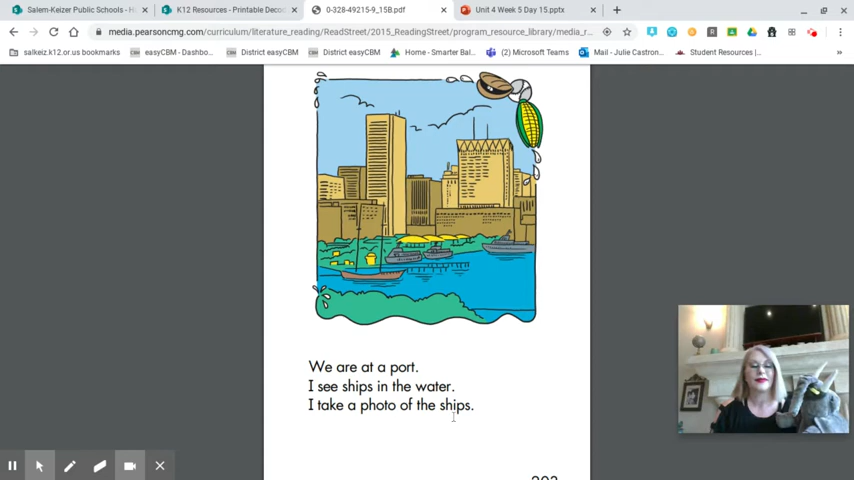 Salem-Keizer Public Schools - Hi
K12 Resources - Printable Decod
0-328-49215-9_15B.pdf
Unit 4 Week 5 Day 15.pptx
media.pearsoncmg.com/curriculum/literature_reading/ReadStreet/2015_ReadingStreet/program_resource_library/media_r...
salkeiz.k12.or.us bookmarks
easyCBM - Dashbo...
District easyCBM
District easyCBM
Home - Smarter Bal...
(2) Microsoft Teams
Mail - Julie Castron...
Student Resources |...
We are at a port.
I see ships in the water.
I take a photo of the ships.